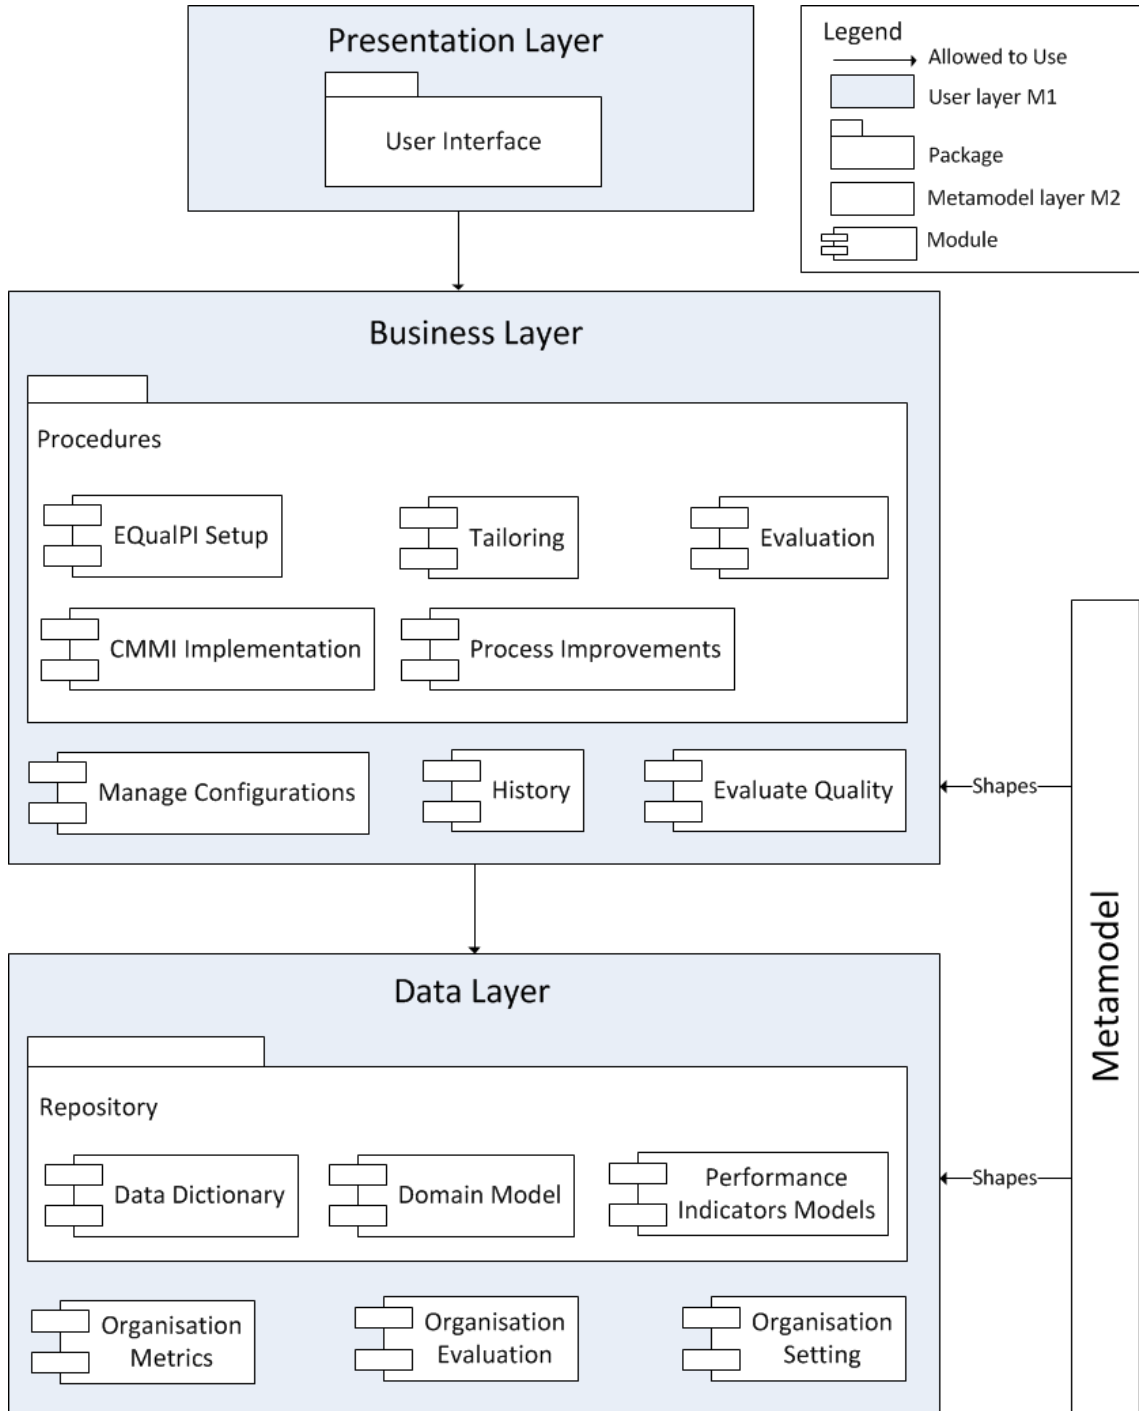 Presentation Layer
User Interface
Legend
Allowed to Use
User layer M1
Package
Metamodel layer M2
Module
Business Layer
Procedures
EQualPI Setup
Tailoring
Evaluation
CMMI Implementation
Process Improvements
Manage Configurations
History
Evaluate Quality
Shapes
Data Layer
Repository
Data Dictionary
Domain Model
Performance
Indicators Models
Shapes
Organisation
Metrics
Organisation
Evaluation
Organisation
Setting
Metamodel